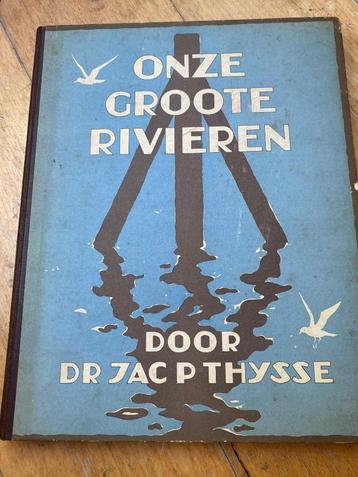 ONZE
GROOTE
RIVIEREN
DOOR
DR JAC P THYSSE